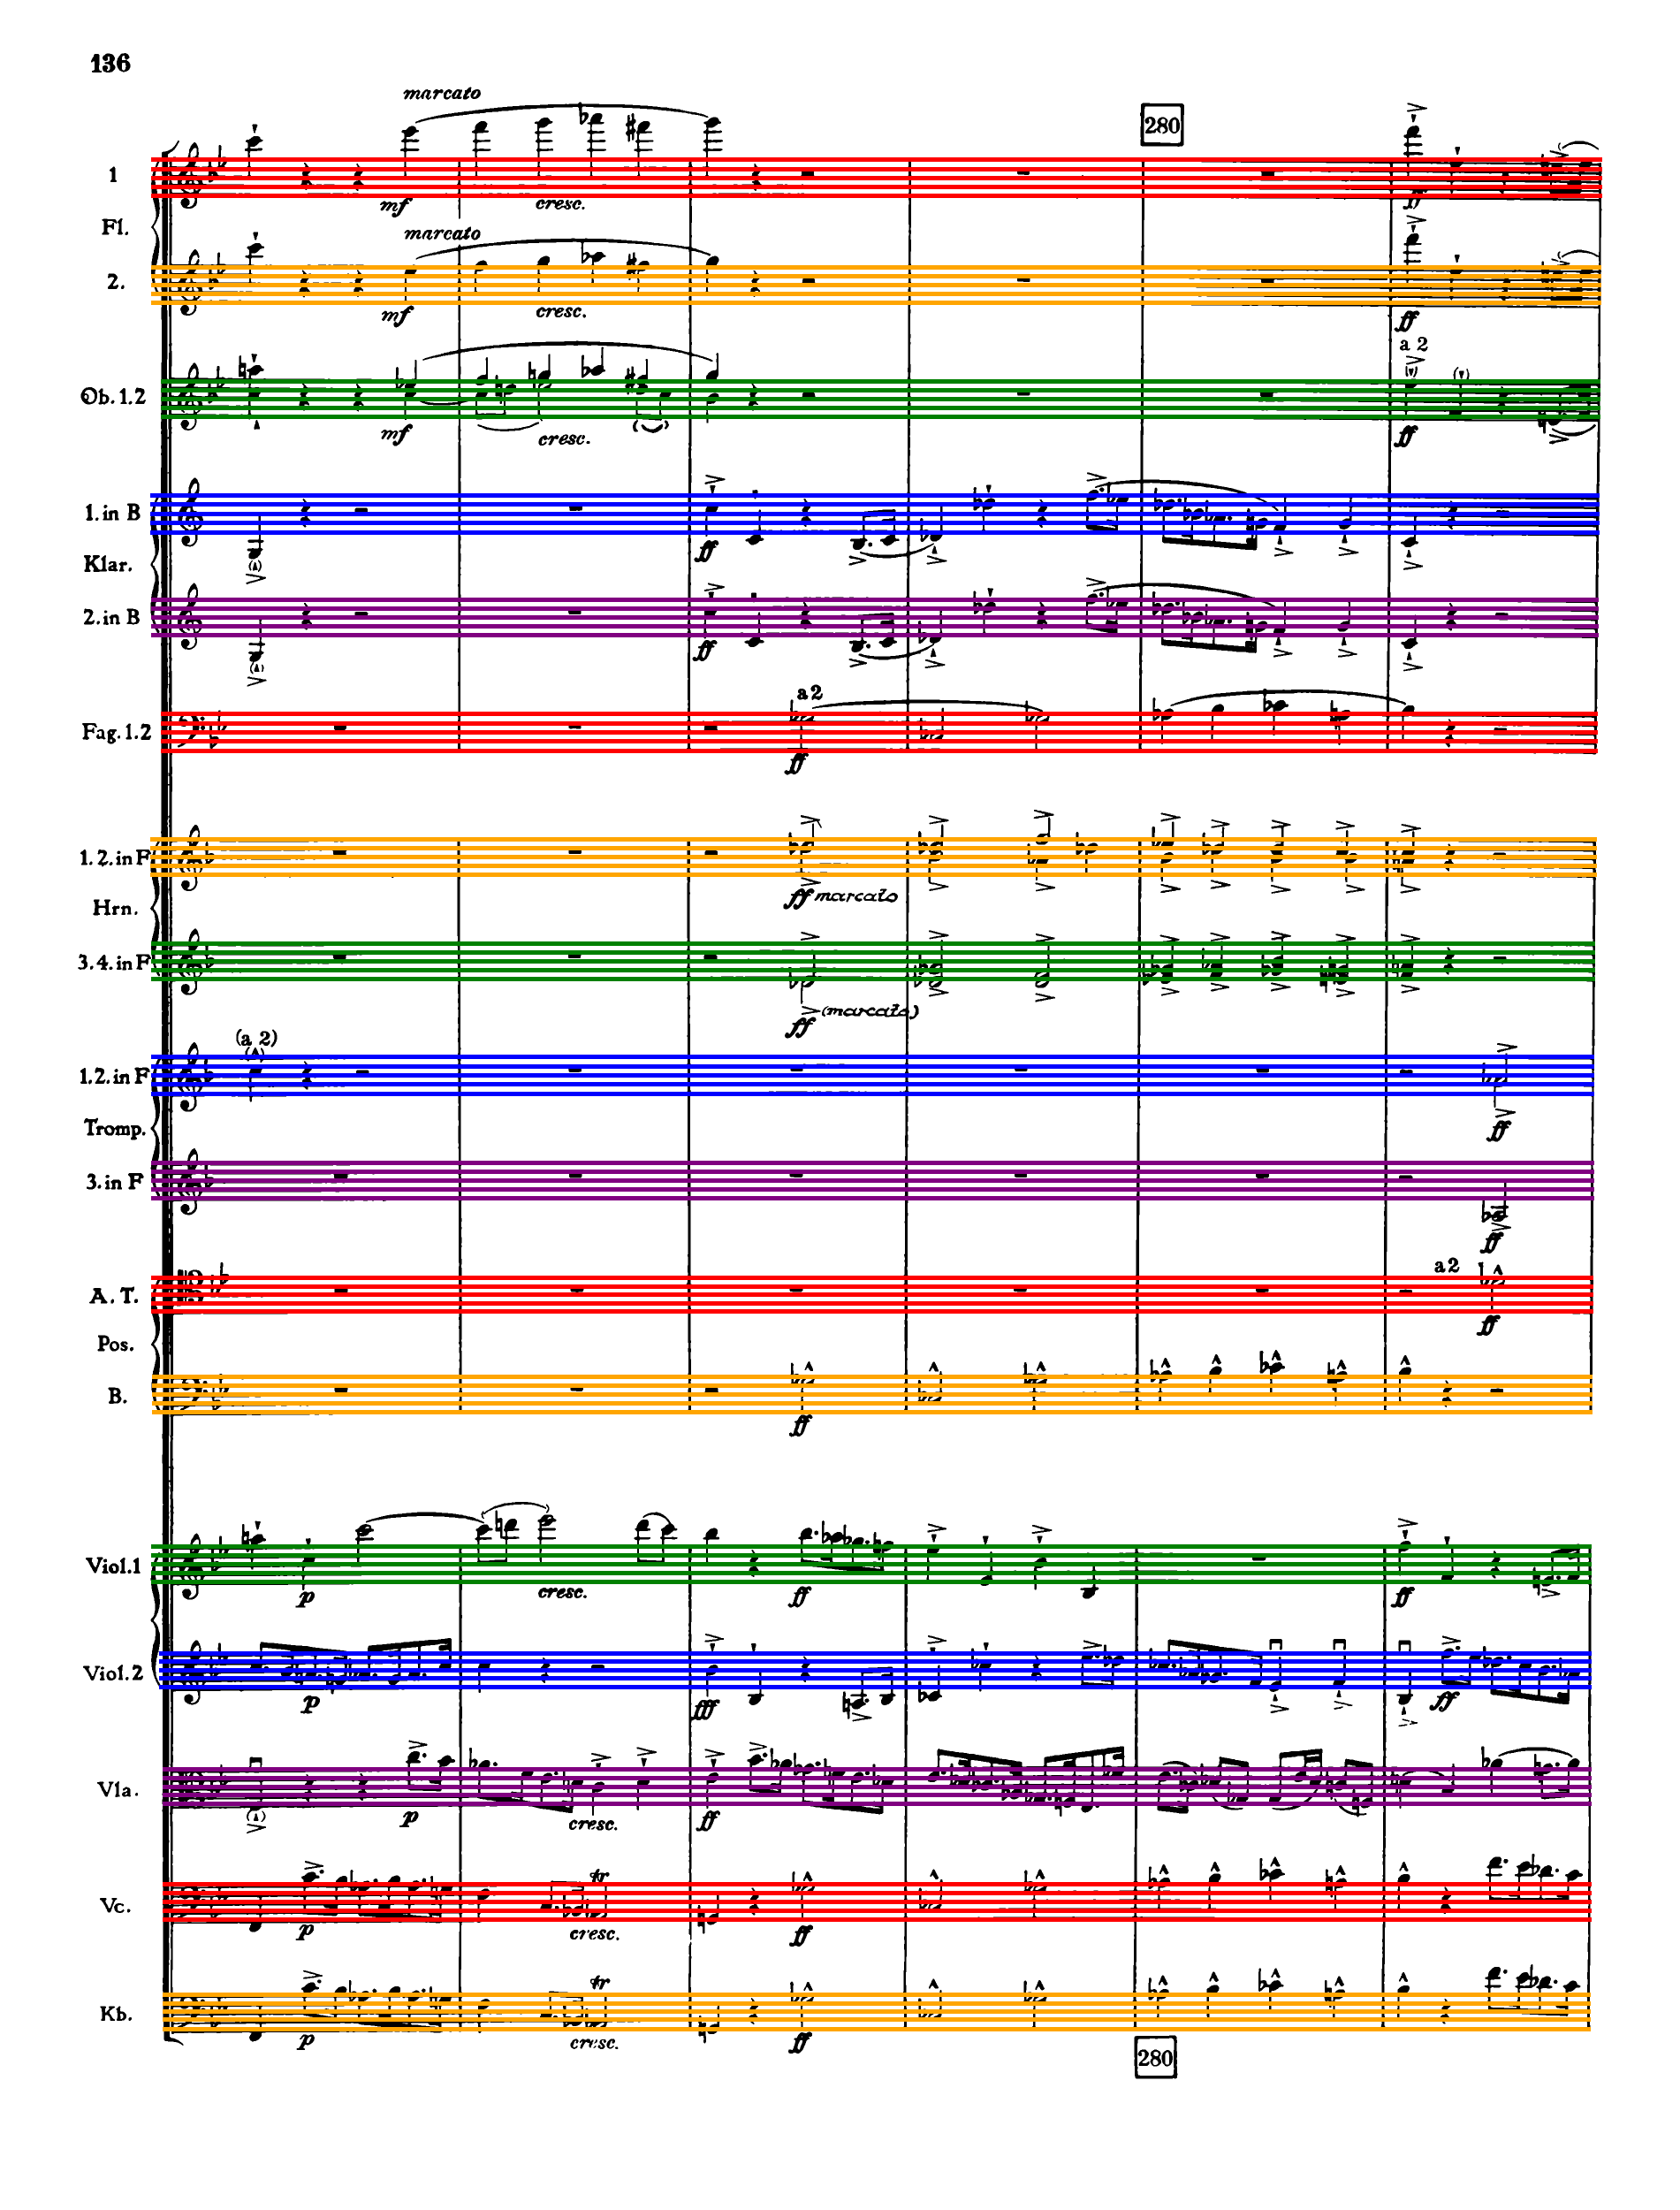 136
marcato
280
1
mf
cresc.
ff
Fl.
marcato
2.
mf
cresc.
ff
a 2
Ob. 1.2
mf
cresc.
ff
1. in B
ff
Klar.
2. in B
ff
a 2
Fag. 1.2
ff
1. 2. in F
ff marcato
Hrn.
3. 4. in F
ff (marcato)
(a 2)
1. 2. in F
Tromp.
ff
3. in F
ff
a 2
A. T.
ff
Pos.
B.
ff
Viol. 1
p
cresc.
ff
ff
Viol. 2
p
fff
ff
Vla.
p
cresc.
ff
tr
Vc.
p
cresc.
ff
tr
Kb.
p
cresc.
ff
280